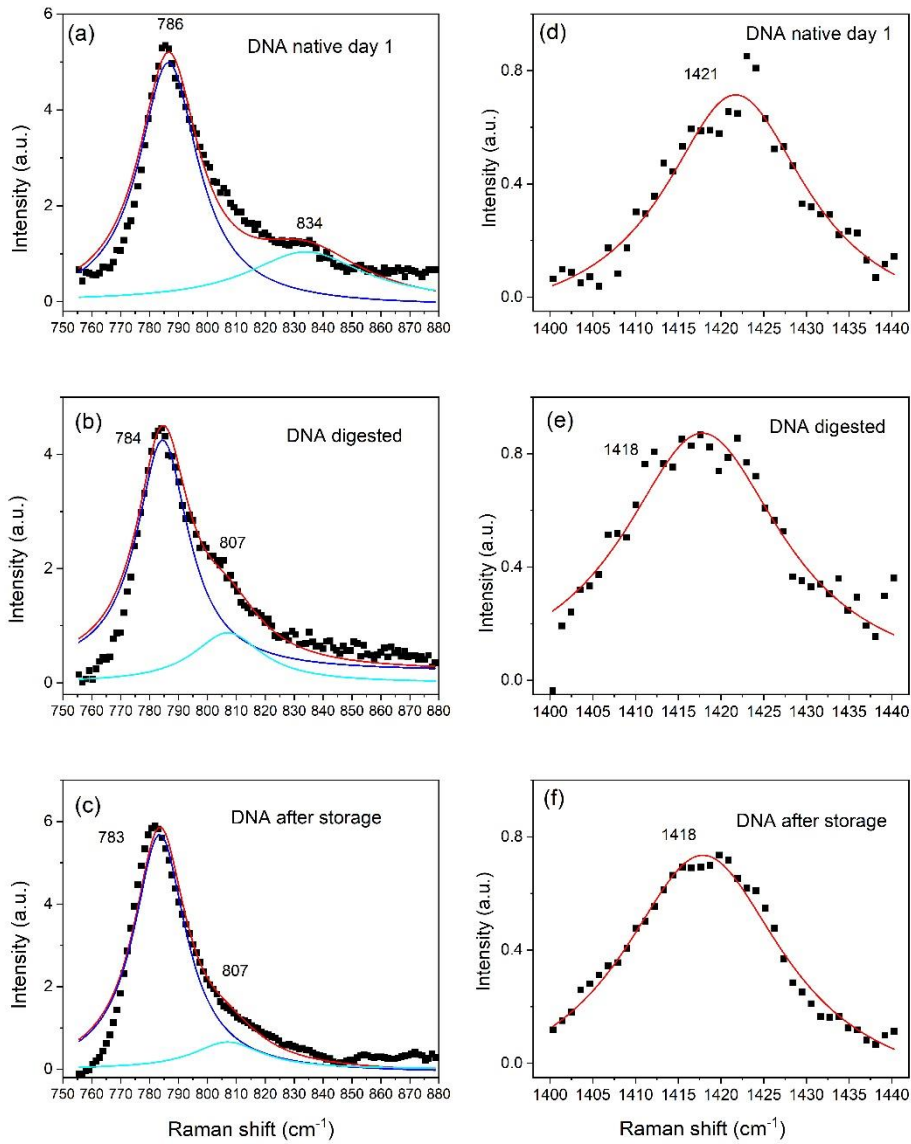 (a)
786
DNA native day 1
834
Intensity (a.u.)
6
4
2
0
750 760 770 780 790 800 810 820 830 840 850 860 870 880
(d)
DNA native day 1
1421
Intensity (a.u.)
0.8
0.4
0.0
1400 1405 1410 1415 1420 1425 1430 1435 1440
(b)
784
DNA digested
807
Intensity (a.u.)
4
2
0
750 760 770 780 790 800 810 820 830 840 850 860 870 880
(e)
DNA digested
1418
Intensity (a.u.)
0.8
0.4
0.0
1400 1405 1410 1415 1420 1425 1430 1435 1440
(c)
783
DNA after storage
807
Intensity (a.u.)
6
4
2
0
750 760 770 780 790 800 810 820 830 840 850 860 870 880
Raman shift (cm⁻¹)
(f)
DNA after storage
1418
Intensity (a.u.)
0.8
0.4
0.0
1400 1405 1410 1415 1420 1425 1430 1435 1440
Raman shift (cm⁻¹)